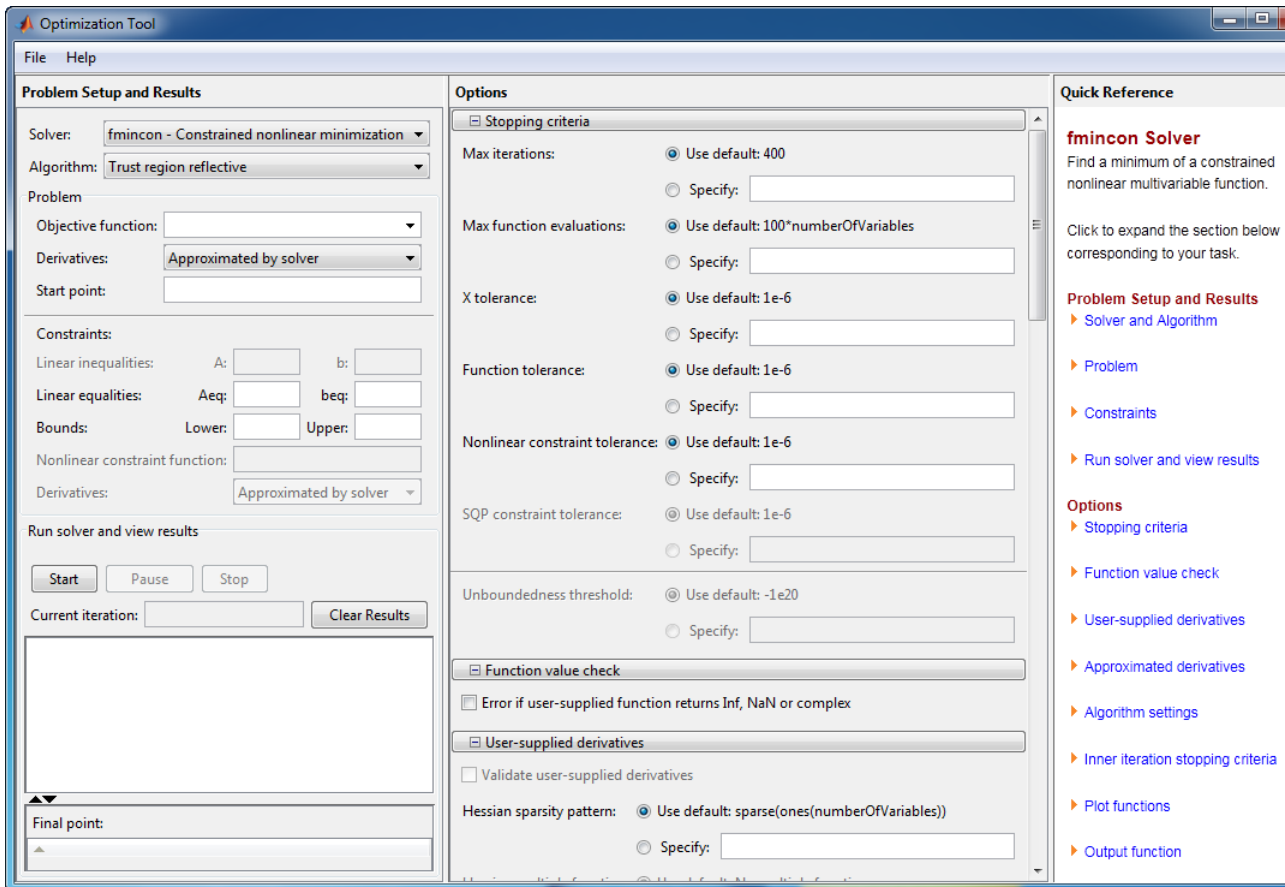 Optimization Tool
File Help
Problem Setup and Results
Solver: fmincon - Constrained nonlinear minimization
Algorithm: Trust region reflective
Problem
Objective function:
Derivatives: Approximated by solver
Start point:
Constraints:
Linear inequalities: A: b:
Linear equalities: Aeq: beq:
Bounds: Lower: Upper:
Nonlinear constraint function:
Derivatives: Approximated by solver
Run solver and view results
Start Pause Stop
Current iteration: Clear Results
Final point:
Options
Stopping criteria
Max iterations: Use default: 400
Specify:
Max function evaluations: Use default: 100*numberOfVariables
Specify:
X tolerance: Use default: 1e-6
Specify:
Function tolerance: Use default: 1e-6
Specify:
Nonlinear constraint tolerance: Use default: 1e-6
Specify:
SQP constraint tolerance: Use default: 1e-6
Specify:
Unboundedness threshold: Use default: -1e20
Specify:
Function value check
Error if user-supplied function returns Inf, NaN or complex
User-supplied derivatives
Validate user-supplied derivatives
Hessian sparsity pattern: Use default: sparse(ones(numberOfVariables))
Specify:
Quick Reference
fmincon Solver
Find a minimum of a constrained
nonlinear multivariable function.
Click to expand the section below
corresponding to your task.
Problem Setup and Results
Solver and Algorithm
Problem
Constraints
Run solver and view results
Options
Stopping criteria
Function value check
User-supplied derivatives
Approximated derivatives
Algorithm settings
Inner iteration stopping criteria
Plot functions
Output function